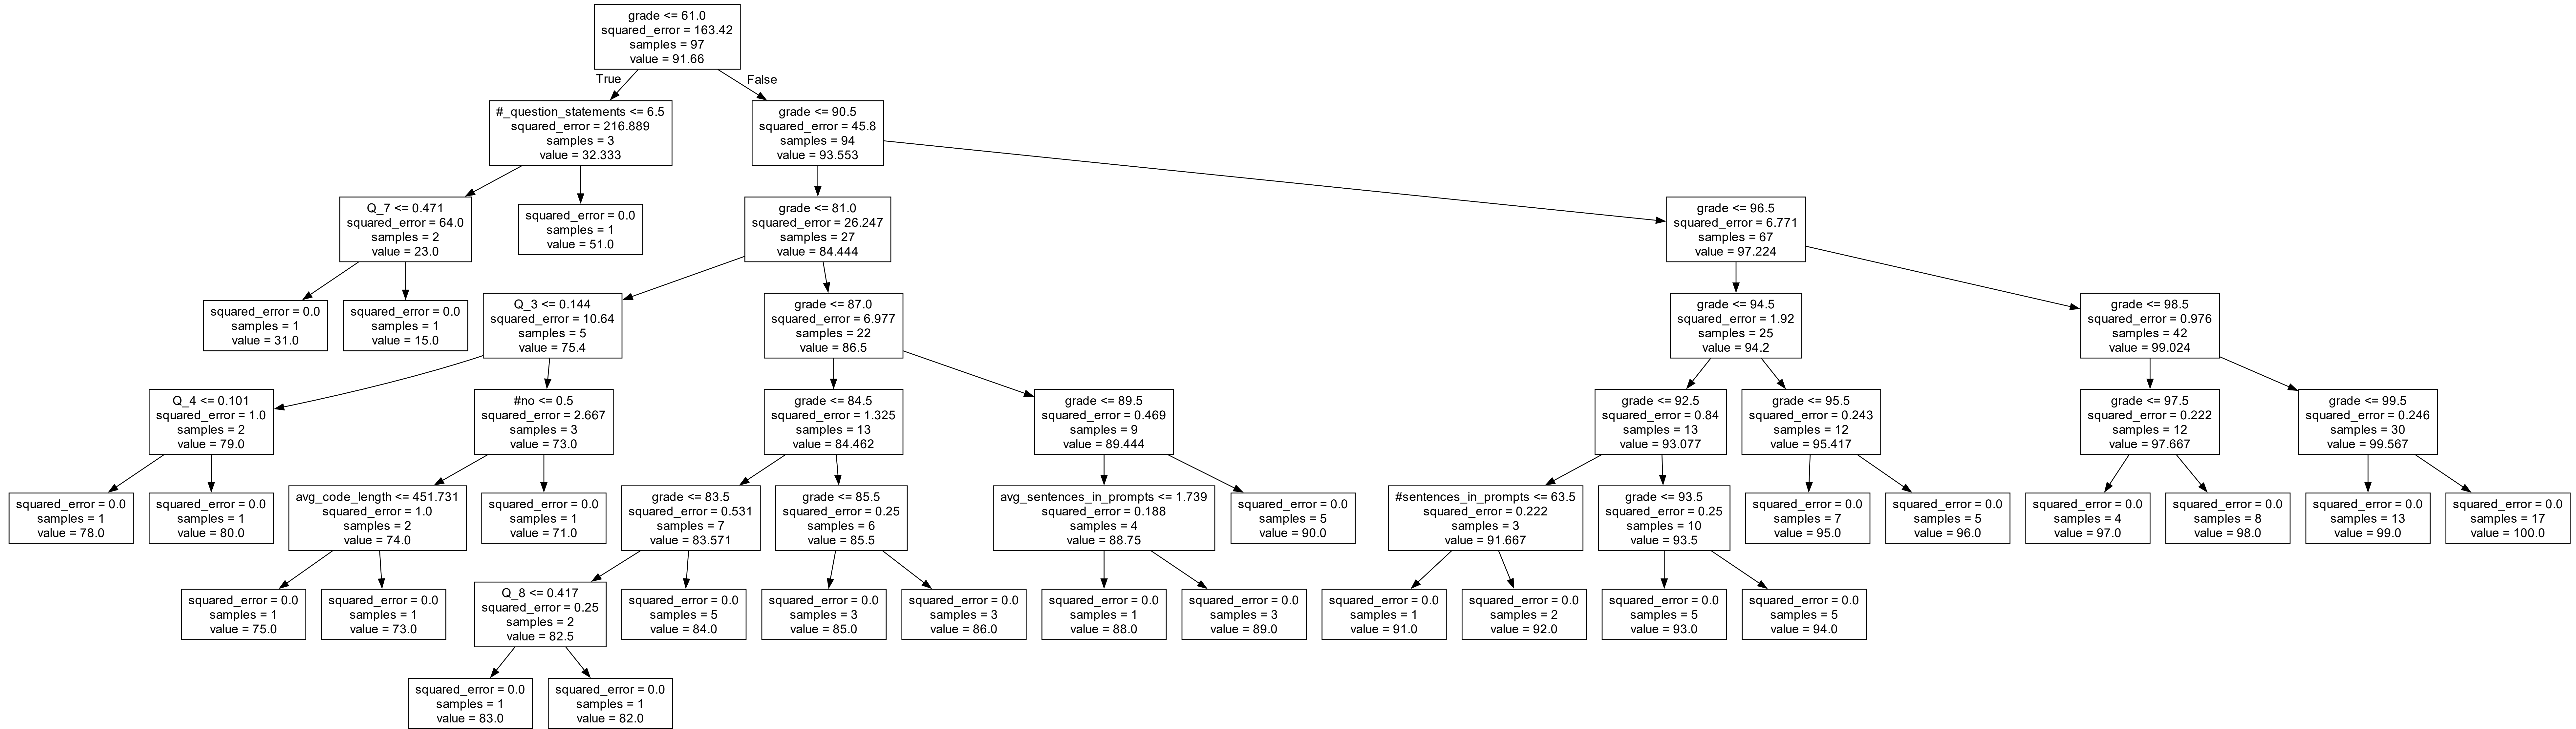 grade <= 61.0
squared_error = 163.42
samples = 97
value = 91.66
True
False
#_question_statements <= 6.5
squared_error = 216.889
samples = 3
value = 32.333
grade <= 90.5
squared_error = 45.8
samples = 94
value = 93.553
Q_7 <= 0.471
squared_error = 64.0
samples = 2
value = 23.0
squared_error = 0.0
samples = 1
value = 51.0
grade <= 81.0
squared_error = 26.247
samples = 27
value = 84.444
grade <= 96.5
squared_error = 6.771
samples = 67
value = 97.224
squared_error = 0.0
samples = 1
value = 31.0
squared_error = 0.0
samples = 1
value = 15.0
Q_3 <= 0.144
squared_error = 10.64
samples = 5
value = 75.4
grade <= 87.0
squared_error = 6.977
samples = 22
value = 86.5
grade <= 94.5
squared_error = 1.92
samples = 25
value = 94.2
grade <= 98.5
squared_error = 0.976
samples = 42
value = 99.024
Q_4 <= 0.101
squared_error = 1.0
samples = 2
value = 79.0
#no <= 0.5
squared_error = 2.667
samples = 3
value = 73.0
grade <= 84.5
squared_error = 1.325
samples = 13
value = 84.462
grade <= 89.5
squared_error = 0.469
samples = 9
value = 89.444
grade <= 92.5
squared_error = 0.84
samples = 13
value = 93.077
grade <= 95.5
squared_error = 0.243
samples = 12
value = 95.417
grade <= 97.5
squared_error = 0.222
samples = 12
value = 97.667
grade <= 99.5
squared_error = 0.246
samples = 30
value = 99.567
squared_error = 0.0
samples = 1
value = 78.0
squared_error = 0.0
samples = 1
value = 80.0
avg_code_length <= 451.731
squared_error = 1.0
samples = 2
value = 74.0
squared_error = 0.0
samples = 1
value = 71.0
grade <= 83.5
squared_error = 0.531
samples = 7
value = 83.571
grade <= 85.5
squared_error = 0.25
samples = 6
value = 85.5
avg_sentences_in_prompts <= 1.739
squared_error = 0.188
samples = 4
value = 88.75
squared_error = 0.0
samples = 5
value = 90.0
#sentences_in_prompts <= 63.5
squared_error = 0.222
samples = 3
value = 91.667
grade <= 93.5
squared_error = 0.25
samples = 10
value = 93.5
squared_error = 0.0
samples = 7
value = 95.0
squared_error = 0.0
samples = 5
value = 96.0
squared_error = 0.0
samples = 4
value = 97.0
squared_error = 0.0
samples = 8
value = 98.0
squared_error = 0.0
samples = 13
value = 99.0
squared_error = 0.0
samples = 17
value = 100.0
squared_error = 0.0
samples = 1
value = 75.0
squared_error = 0.0
samples = 1
value = 73.0
Q_8 <= 0.417
squared_error = 0.25
samples = 2
value = 82.5
squared_error = 0.0
samples = 5
value = 84.0
squared_error = 0.0
samples = 3
value = 85.0
squared_error = 0.0
samples = 3
value = 86.0
squared_error = 0.0
samples = 1
value = 88.0
squared_error = 0.0
samples = 3
value = 89.0
squared_error = 0.0
samples = 1
value = 91.0
squared_error = 0.0
samples = 2
value = 92.0
squared_error = 0.0
samples = 5
value = 93.0
squared_error = 0.0
samples = 5
value = 94.0
squared_error = 0.0
samples = 1
value = 83.0
squared_error = 0.0
samples = 1
value = 82.0